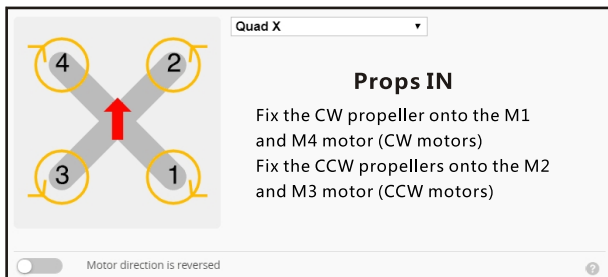 Quad X
4
2
3
1
Props IN
Fix the CW propeller onto the M1
and M4 motor (CW motors)
Fix the CCW propellers onto the M2
and M3 motor (CCW motors)
Motor direction is reversed
?